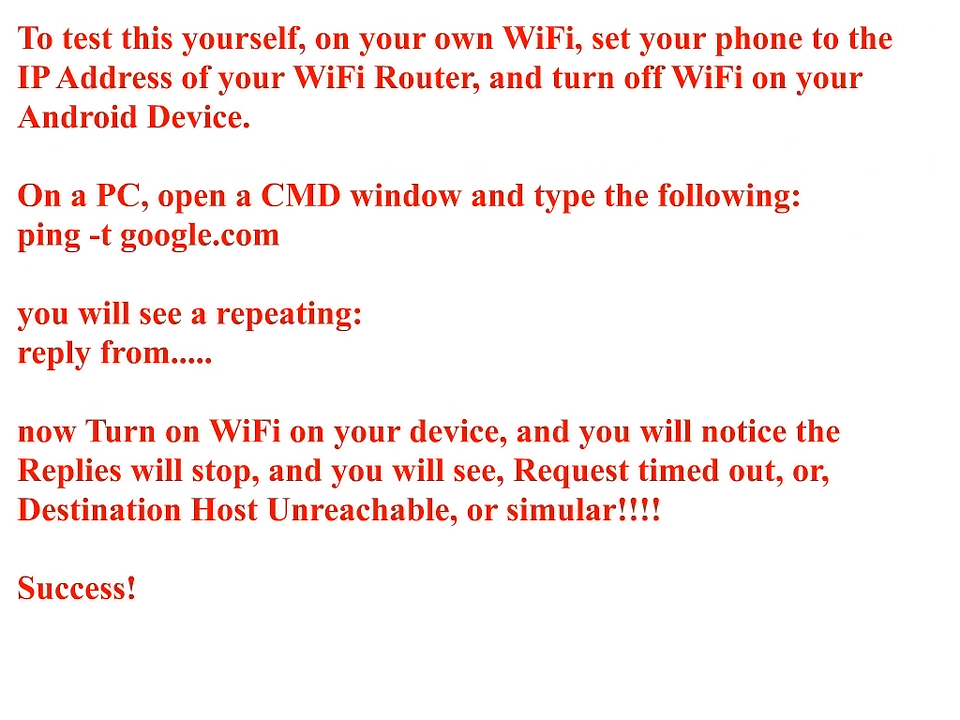 To test this yourself, on your own WiFi, set your phone to the
IP Address of your WiFi Router, and turn off WiFi on your
Android Device.
On a PC, open a CMD window and type the following:
ping -t google.com
you will see a repeating:
reply from.....
now Turn on WiFi on your device, and you will notice the
Replies will stop, and you will see, Request timed out, or,
Destination Host Unreachable, or simular!!!!
Success!